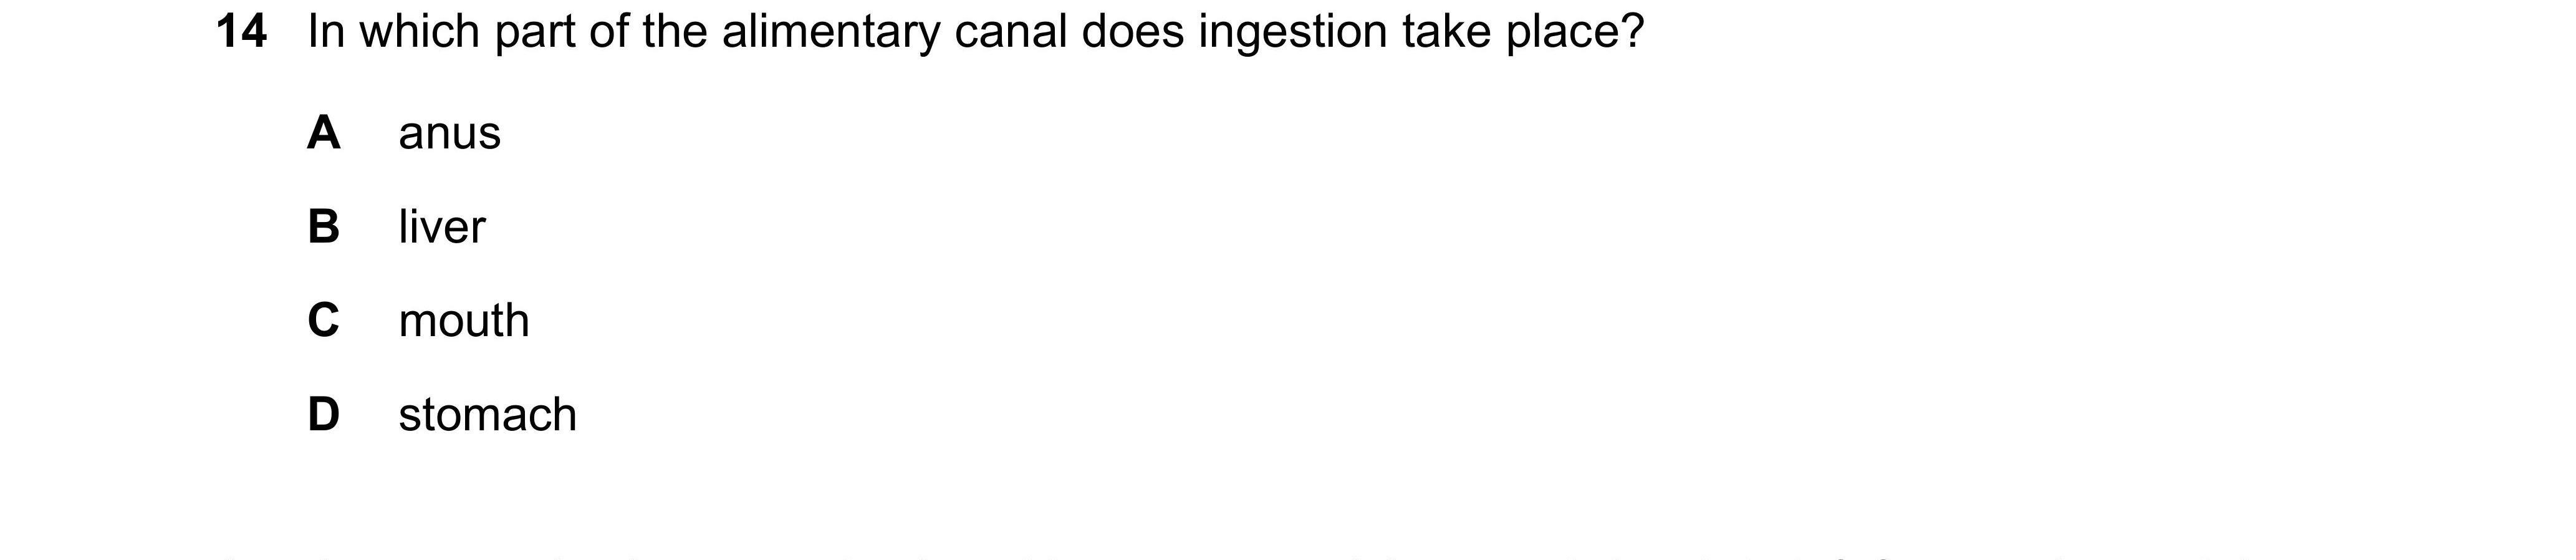 14 In which part of the alimentary canal does ingestion take place?
A anus
B liver
C mouth
D stomach